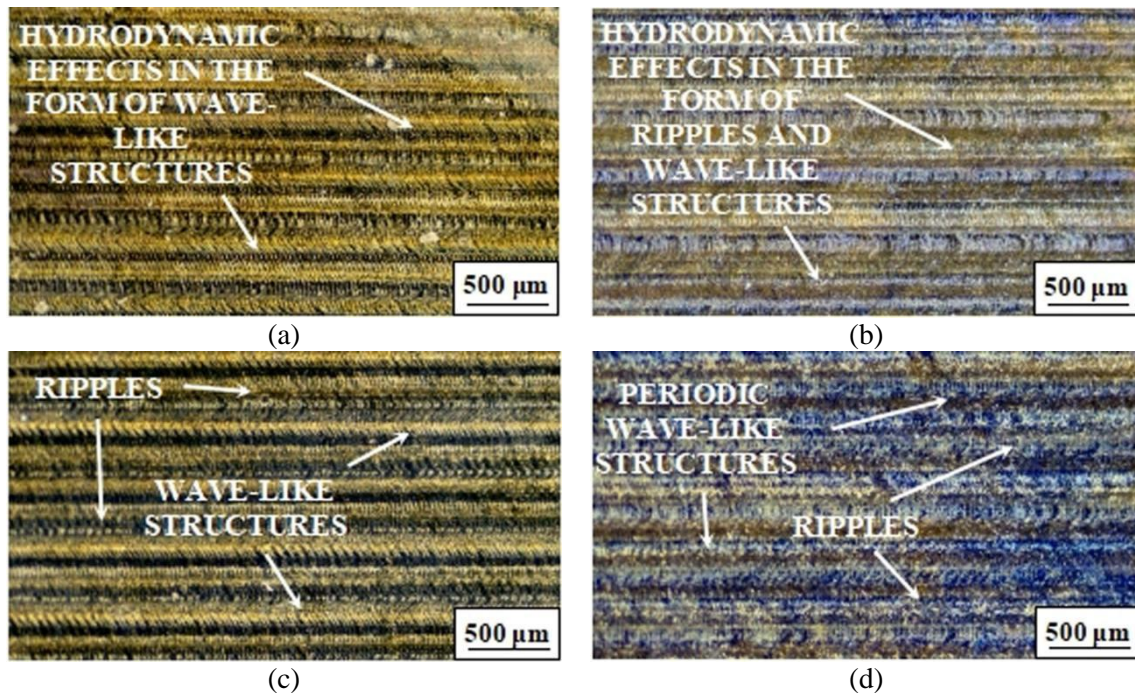 HYDRODYNAMIC
EFFECTS IN THE
FORM OF WAVE-
LIKE
STRUCTURES
500 µm
(a)
HYDRODYNAMIC
EFFECTS IN THE
FORM OF
RIPPLES AND
WAVE-LIKE
STRUCTURES
500 µm
(b)
RIPPLES
WAVE-LIKE
STRUCTURES
500 µm
(c)
PERIODIC
WAVE-LIKE
STRUCTURES
RIPPLES
500 µm
(d)